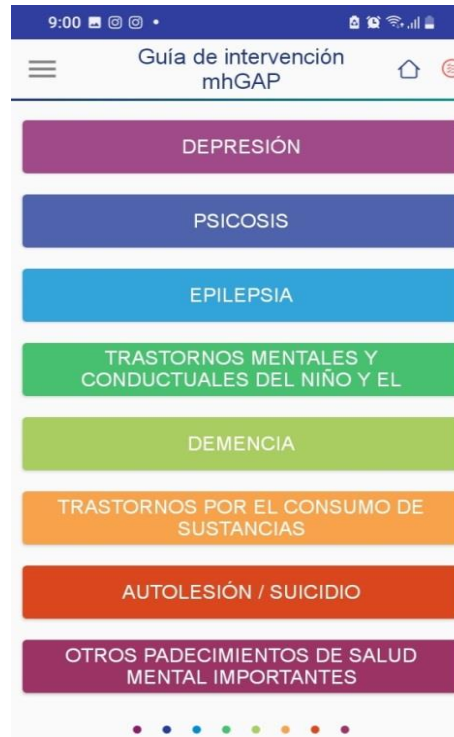 9:00
Guía de intervención
mhGAP
DEPRESIÓN
PSICOSIS
EPILEPSIA
TRASTORNOS MENTALES Y
CONDUCTUALES DEL NIÑO Y EL
DEMENCIA
TRASTORNOS POR EL CONSUMO DE
SUSTANCIAS
AUTOLESIÓN / SUICIDIO
OTROS PADECIMIENTOS DE SALUD
MENTAL IMPORTANTES